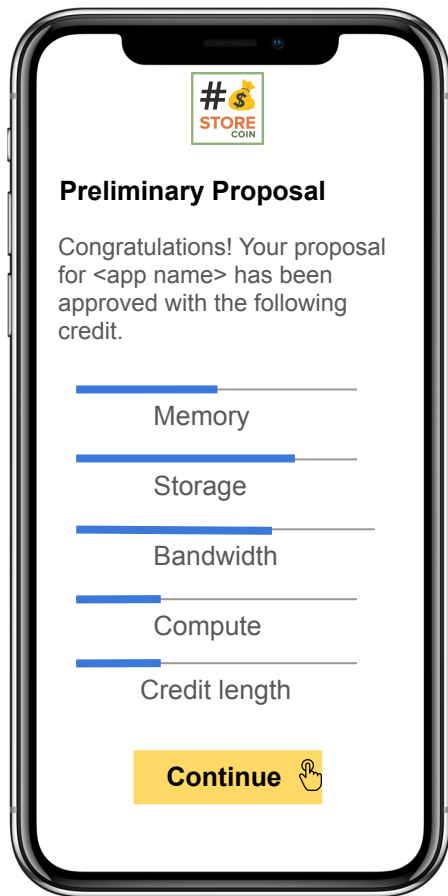 #
STORE
COIN
Preliminary Proposal
Congratulations! Your proposal
for <app name> has been
approved with the following
credit.
Memory
Storage
Bandwidth
Compute
Credit length
Continue